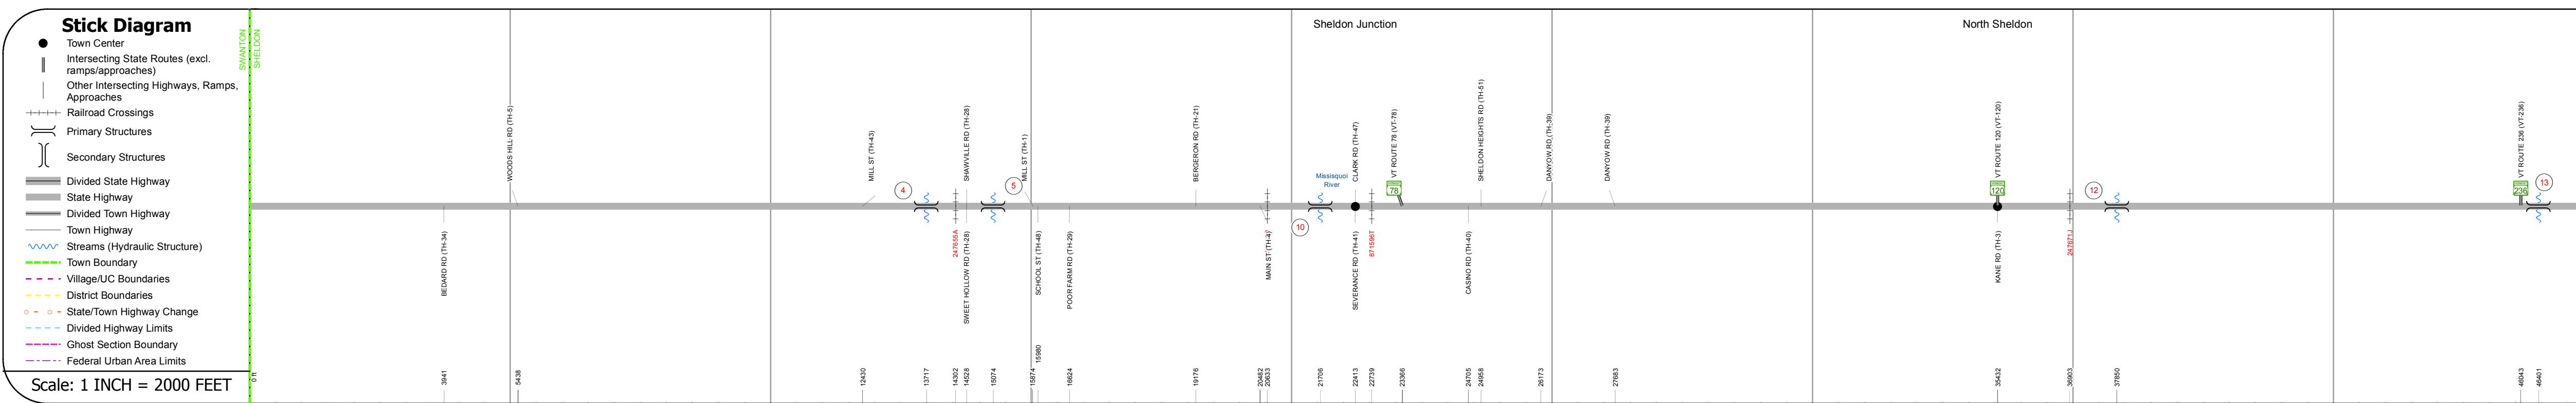 Stick Diagram
Town Center
Intersecting State Routes (excl.
ramps/approaches)
Other Intersecting Highways, Ramps,
Approaches
Railroad Crossings
Primary Structures
Secondary Structures
Divided State Highway
State Highway
Divided Town Highway
Town Highway
Streams (Hydraulic Structure)
Town Boundary
Village/UC Boundaries
District Boundaries
State/Town Highway Change
Divided Highway Limits
Ghost Section Boundary
Federal Urban Area Limits
Scale: 1 INCH = 2000 FEET
SWANTON
SHELDON
Sheldon Junction
North Sheldon
WOODS HILL RD (TH-5)
MILL ST (TH-43)
SHAWVILLE RD (TH-28)
MILL ST (TH-1)
BERGERON RD (TH-21)
CLARK RD (TH-47)
VT ROUTE 78 (VT-78)
SHELDON HEIGHTS RD (TH-51)
DANYOW RD (TH-39)
DANYOW RD (TH-39)
VT ROUTE 120 (VT-120)
VT ROUTE 236 (VT-236)
Missisquoi
River
4
5
10
78
120
12
236
13
BEDARD RD (TH-34)
247655A
SWEET HOLLOW RD (TH-28)
SCHOOL ST (TH-48)
POOR FARM RD (TH-29)
MAIN ST (TH-4)
SEVERANCE RD (TH-41)
871596T
CASINO RD (TH-40)
KANE RD (TH-3)
247671J
0 ft
3941
5438
12430
13717
14302
14528
15074
15874
15980
16624
19176
20482
20633
21706
22413
22739
23366
24705
24958
26173
27683
35432
36903
37850
46043
46401